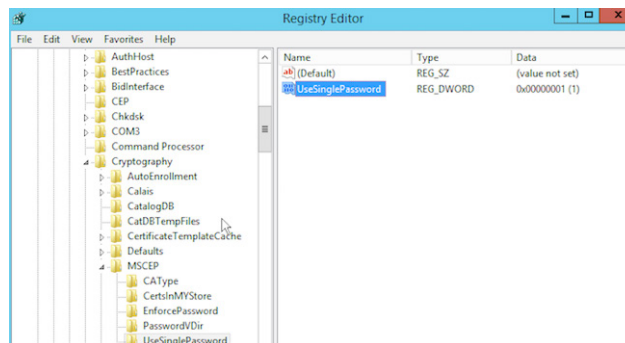 Registry Editor
File Edit View Favorites Help
AuthHost
BestPractices
BidInterface
CEP
Chkdsk
COM3
Command Processor
Cryptography
AutoEnrollment
Calais
CatalogDB
CatDBTempFiles
CertificateTemplateCache
Defaults
MSCEP
CAType
CertsInMYStore
EnforcePassword
PasswordVDir
UseSinglePassword
Name Type Data
ab (Default) REG_SZ (value not set)
UseSinglePassword REG_DWORD 0x00000001 (1)